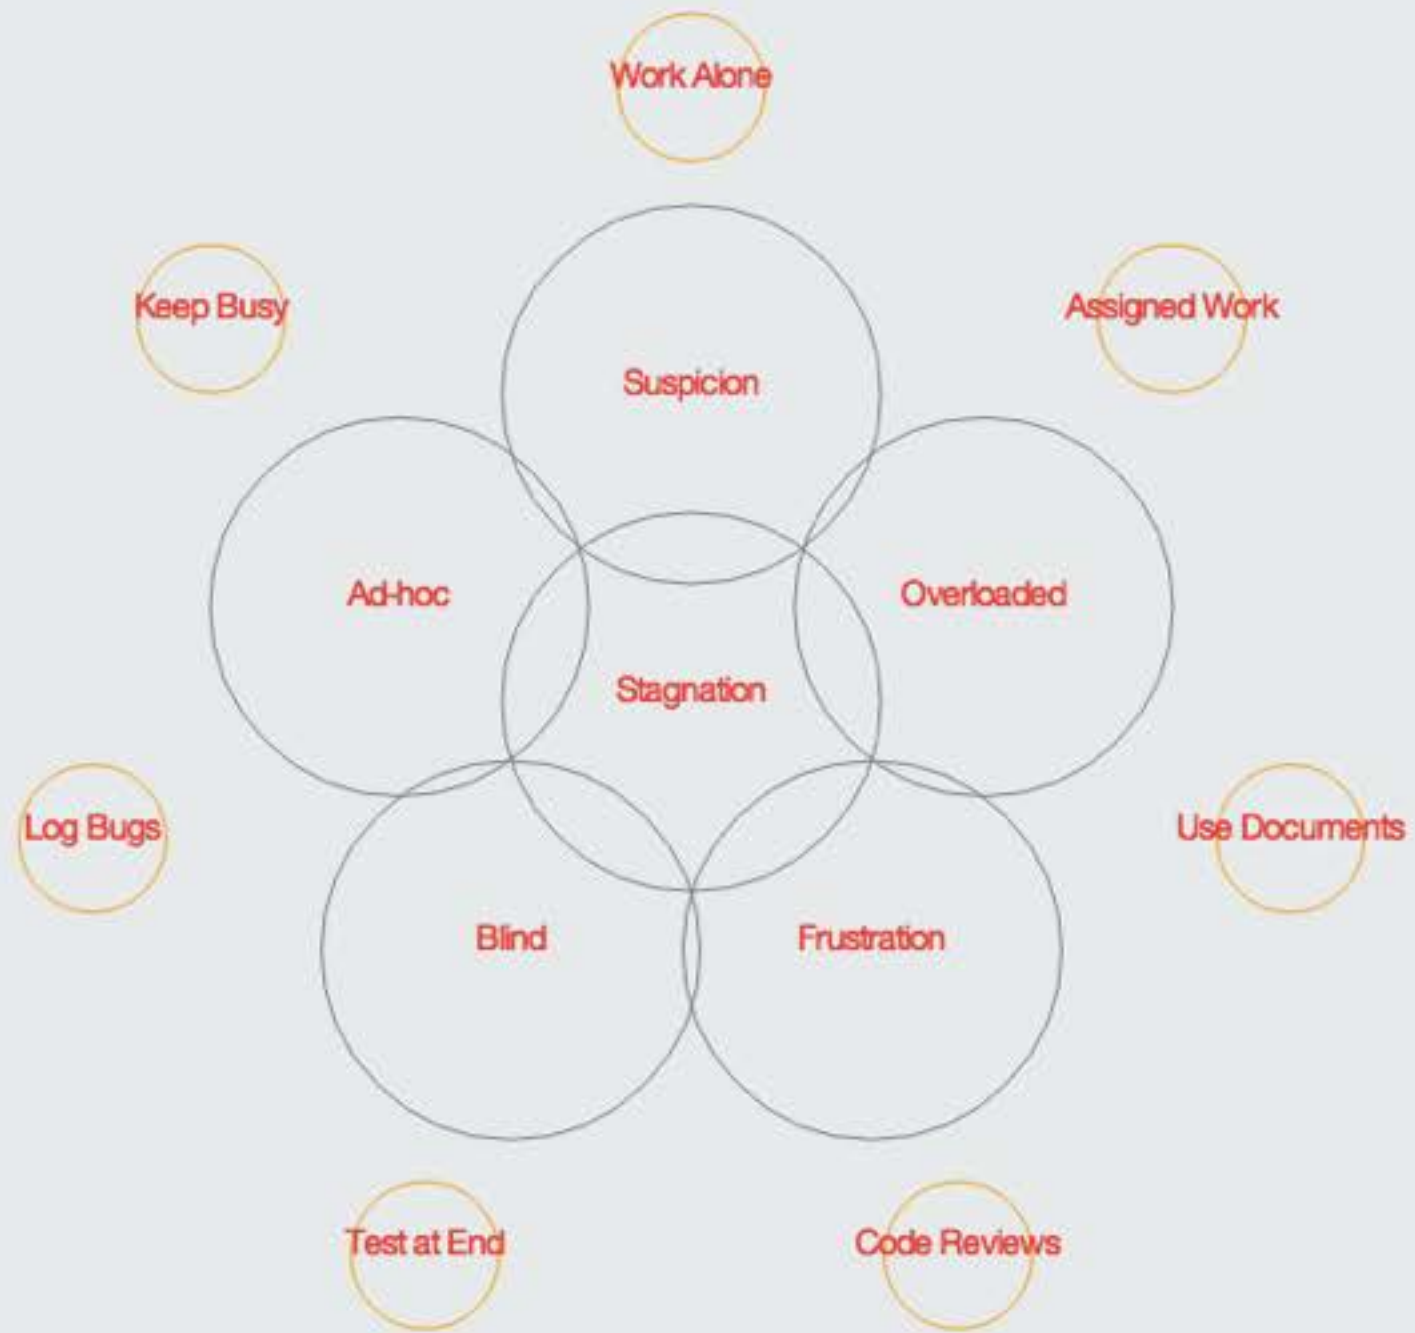 Work Alone
Keep Busy
Assigned Work
Suspicion
Ad-hoc
Overloaded
Stagnation
Log Bugs
Use Documents
Blind
Frustration
Test at End
Code Reviews